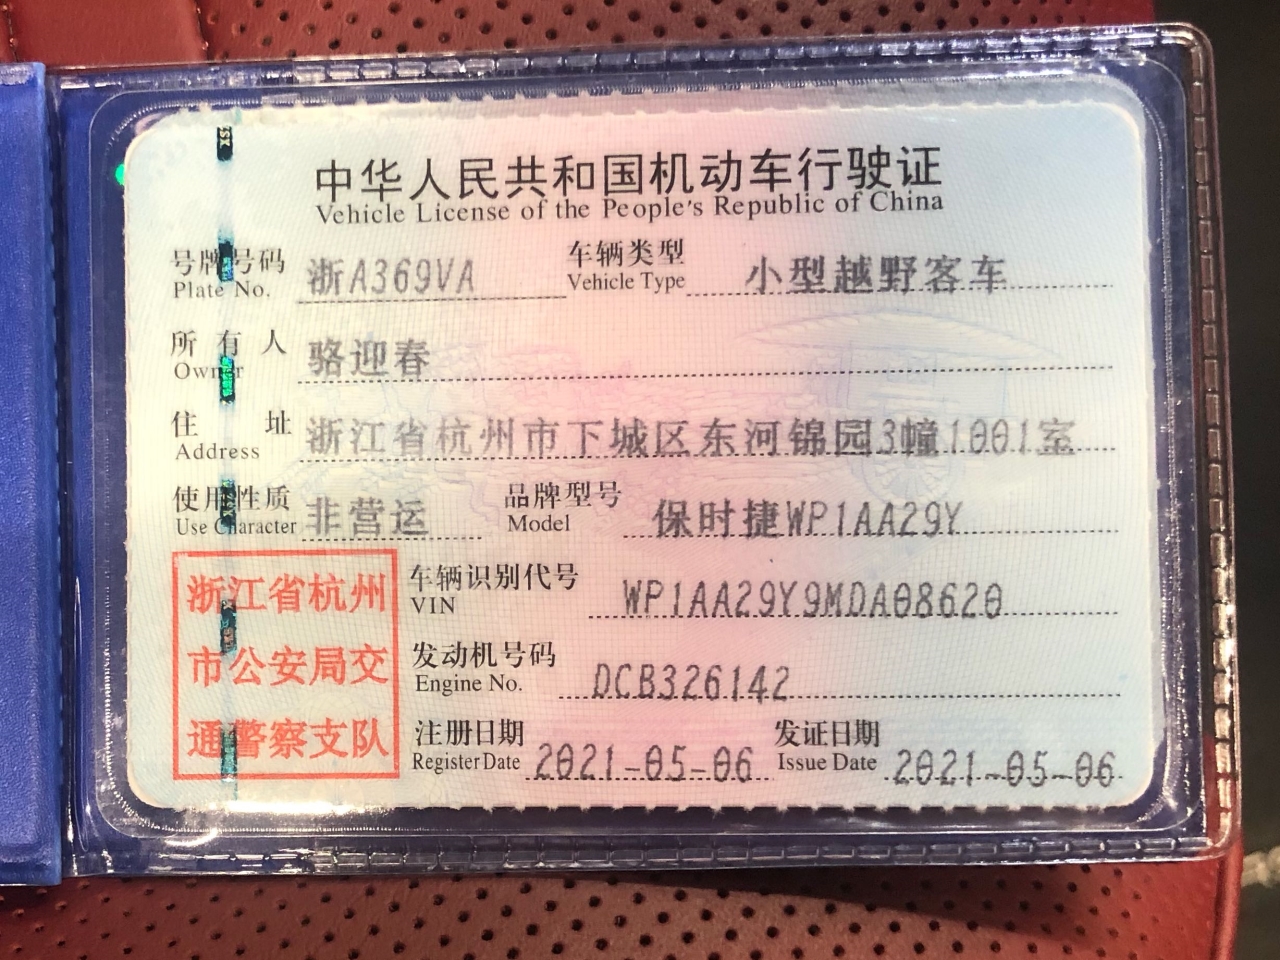 中华人民共和国机动车行驶证
Vehicle License of the People's Republic of China
号牌号码 浙A369VA 车辆类型 小型越野客车
Plate No. Vehicle Type
所有人 骆迎春
Owner
住址 浙江省杭州市下城区东河锦园3幢1001室
Address
使用性质 非营运 品牌型号 保时捷WP1AA29Y
Use Character Model
浙江省杭州
市公安局交
通警察支队
车辆识别代号 WP1AA29Y9MDA08620
VIN
发动机号码 DCB326142
Engine No.
注册日期 2021-05-06 发证日期 2021-05-06
Register Date Issue Date